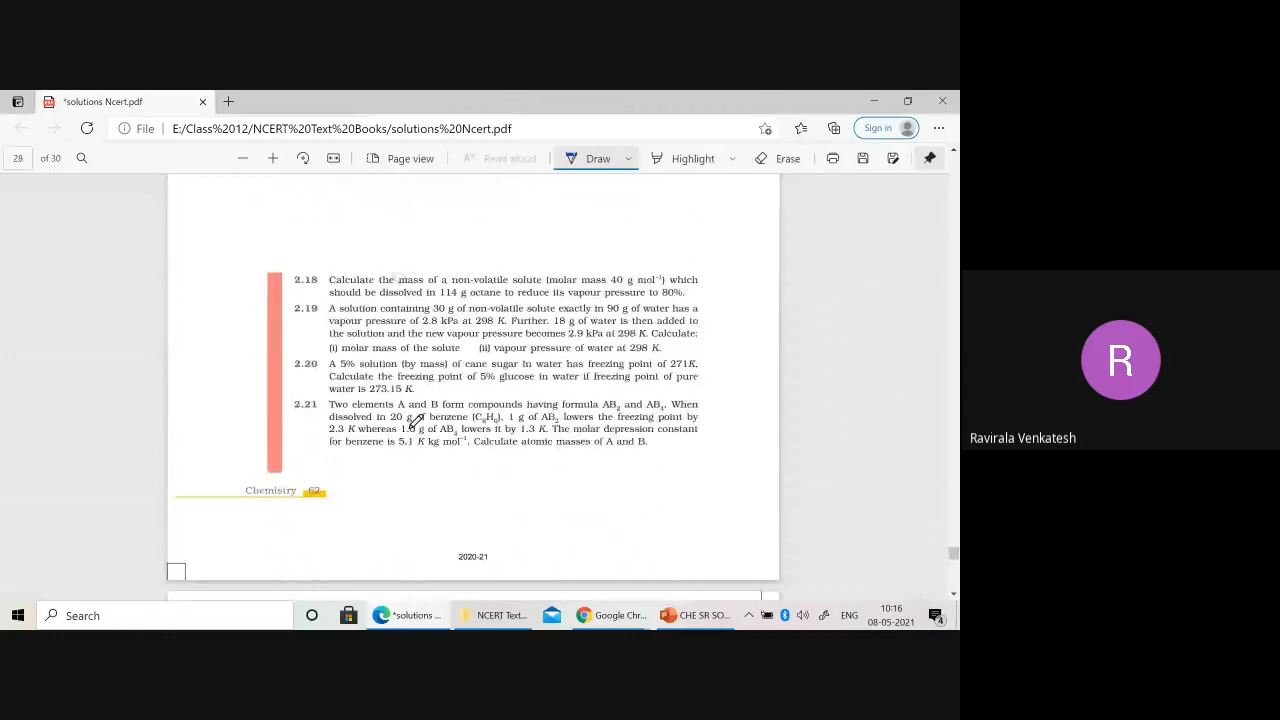 *solutions Ncert.pdf
File | E:/Class%2012/NCERT%20Text%20Books/solutions%20Ncert.pdf
Sign in
28 of 30
Page view
Read aloud
Draw
Highlight
Erase
2.18 Calculate the mass of a non-volatile solute (molar mass 40 g mol⁻¹) which
should be dissolved in 114 g octane to reduce its vapour pressure to 80%.
2.19 A solution containing 30 g of non-volatile solute exactly in 90 g of water has a
vapour pressure of 2.8 kPa at 298 K. Further, 18 g of water is then added to
the solution and the new vapour pressure becomes 2.9 kPa at 298 K. Calculate:
(i) molar mass of the solute (ii) vapour pressure of water at 298 K.
2.20 A 5% solution (by mass) of cane sugar in water has freezing point of 271K.
Calculate the freezing point of 5% glucose in water if freezing point of pure
water is 273.15 K.
2.21 Two elements A and B form compounds having formula AB₂ and AB₄. When
dissolved in 20 g of benzene (C₆H₆), 1 g of AB₂ lowers the freezing point by
2.3 K whereas g of AB₄ lowers it by 1.3 K. The molar depression constant
for benzene is 5.1 K kg mol⁻¹. Calculate atomic masses of A and B.
Chemistry 62
2020-21
R
Ravirala Venkatesh
Search
*solutions ...
NCERT Text...
Google Chr...
CHE SR SO...
ENG
10:16
08-05-2021
4